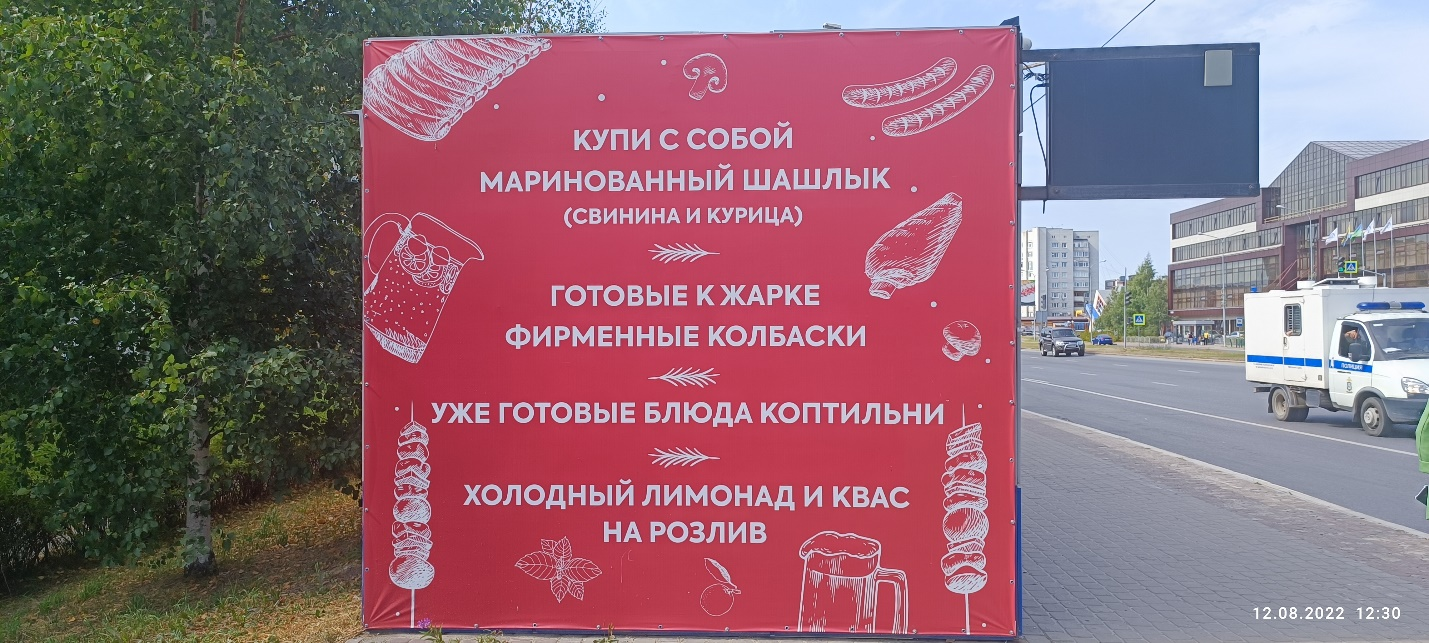 КУПИ С СОБОЙ
МАРИНОВАННЫЙ ШАШЛЫК
(СВИНИНА И КУРИЦА)
ГОТОВЫЕ К ЖАРКЕ
ФИРМЕННЫЕ КОЛБАСКИ
УЖЕ ГОТОВЫЕ БЛЮДА КОПТИЛЬНИ
ХОЛОДНЫЙ ЛИМОНАД И КВАС
НА РОЗЛИВ
ПОЛИЦИЯ
12.08.2022 12:30